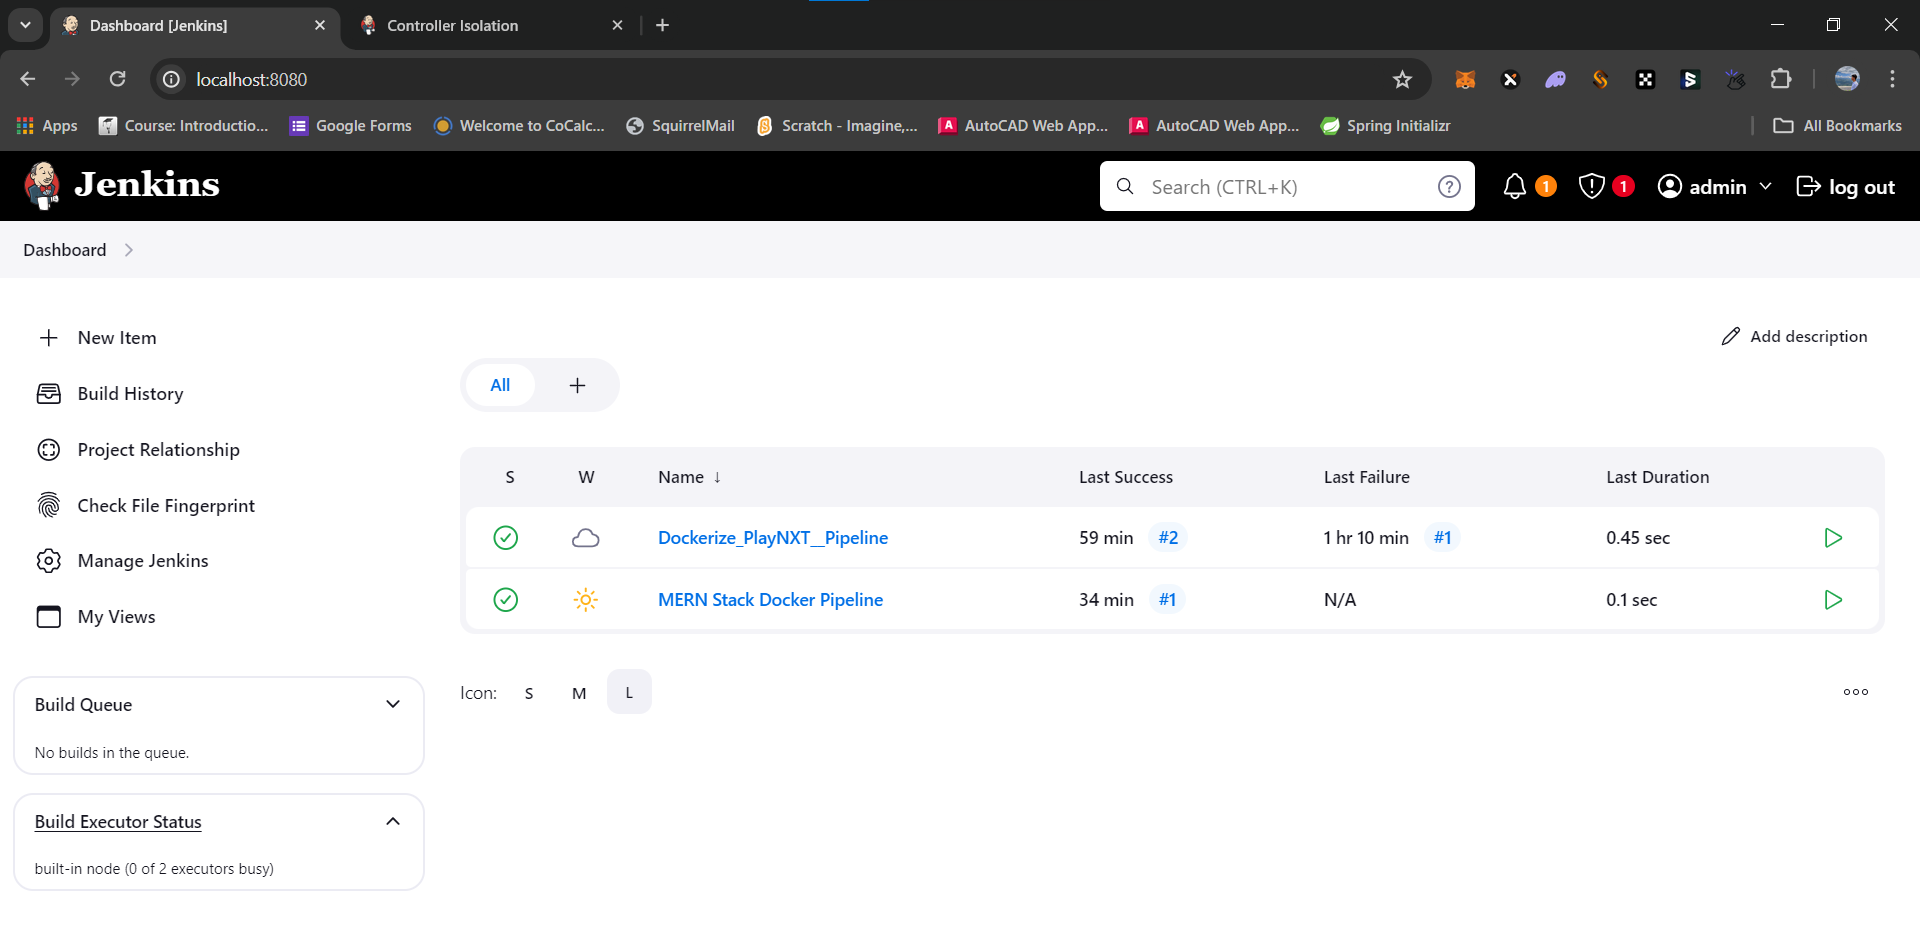 Dashboard [Jenkins]
Controller Isolation
localhost:8080
Apps
Course: Introductio...
Google Forms
Welcome to CoCalc...
SquirrelMail
Scratch - Imagine,...
AutoCAD Web App...
AutoCAD Web App...
Spring Initializr
All Bookmarks
Jenkins
Search (CTRL+K)
1
1
admin
log out
Dashboard
New Item
Build History
Project Relationship
Check File Fingerprint
Manage Jenkins
My Views
Build Queue
No builds in the queue.
Build Executor Status
built-in node (0 of 2 executors busy)
Add description
All
S W Name ↓ Last Success Last Failure Last Duration
Dockerize_PlayNXT__Pipeline 59 min #2 1 hr 10 min #1 0.45 sec
MERN Stack Docker Pipeline 34 min #1 N/A 0.1 sec
Icon: S M L